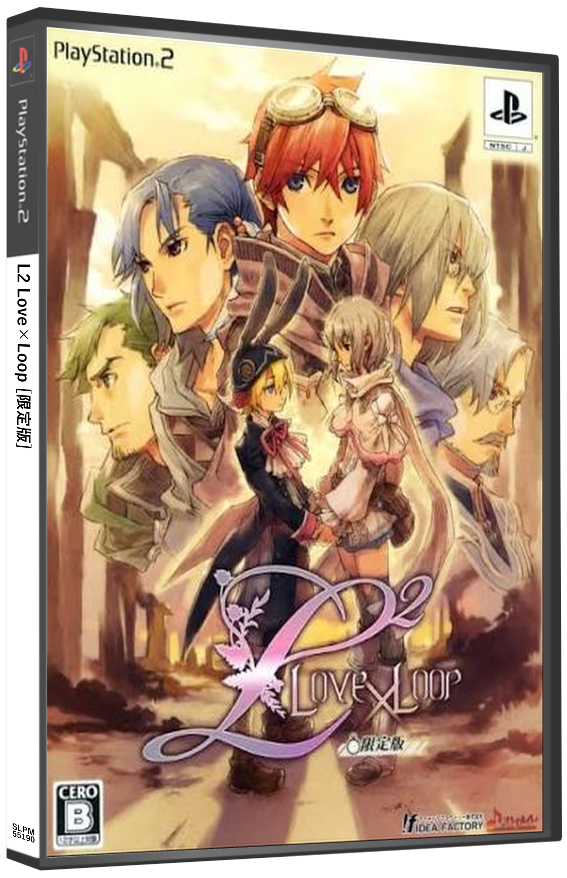 PlayStation.2
NTSC J
PlayStation.2
L2 Love×Loop [限定版]
SLPM
55190
L2
LOVE×LOOP
限定版
CERO
B
IDEA FACTORY